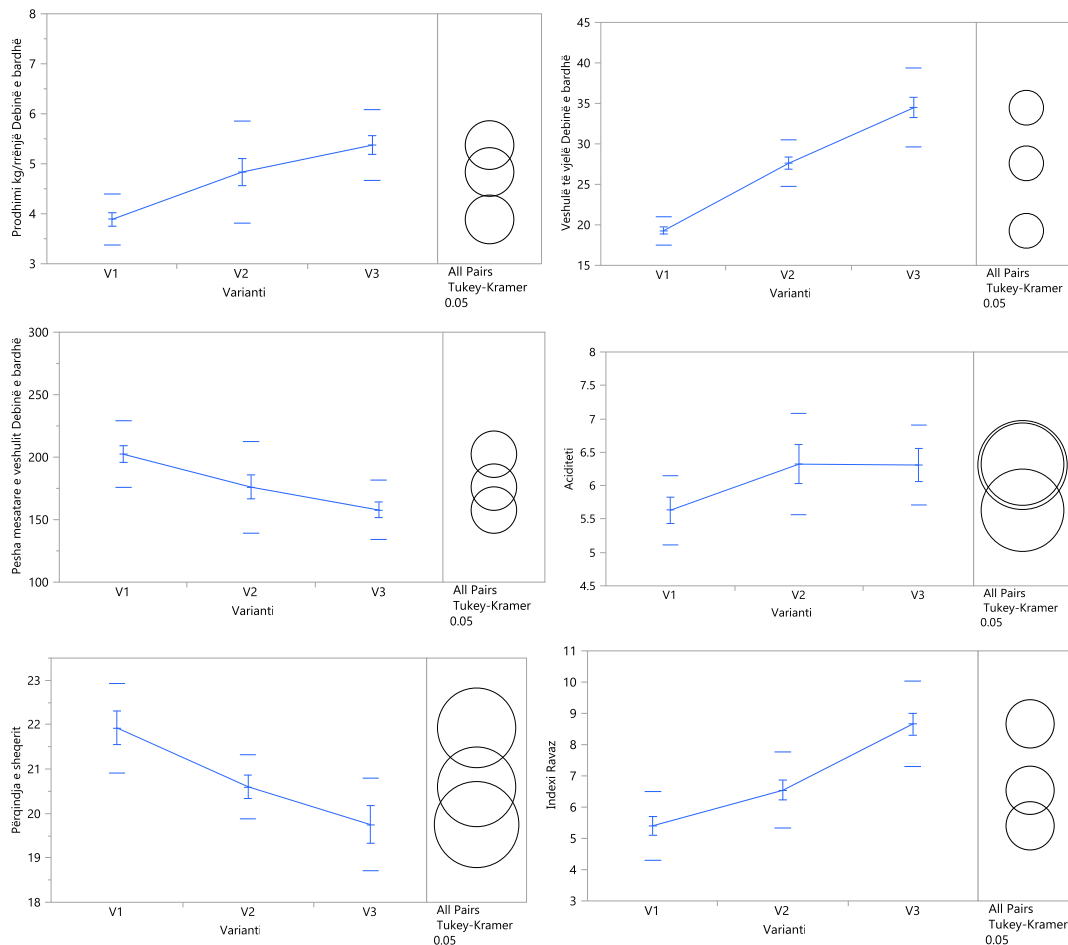 Prodhimi kg/rrënjë Debinë e bardhë
8
7
6
5
4
3
V1 V2 V3
Varianti
All Pairs
Tukey-Kramer
0.05
Veshulë të vjelë Debinë e bardhë
45
40
35
30
25
20
15
V1 V2 V3
Varianti
All Pairs
Tukey-Kramer
0.05
Pesha mesatare e veshulit Debinë e bardhë
300
250
200
150
100
V1 V2 V3
Varianti
All Pairs
Tukey-Kramer
0.05
Aciditeti
8
7.5
7
6.5
6
5.5
5
4.5
V1 V2 V3
Varianti
All Pairs
Tukey-Kramer
0.05
Përqindja e sheqerit
23
22
21
20
19
18
V1 V2 V3
Varianti
All Pairs
Tukey-Kramer
0.05
Indexi Ravaz
11
10
9
8
7
6
5
4
3
V1 V2 V3
Varianti
All Pairs
Tukey-Kramer
0.05